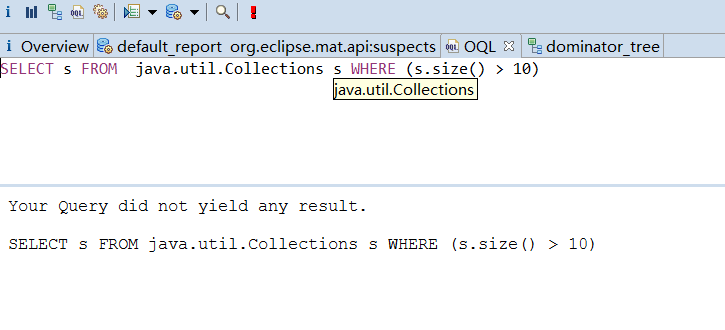 Overview default_report org.eclipse.mat.api:suspects OQL dominator_tree
SELECT s FROM  java.util.Collections s WHERE (s.size() > 10)
java.util.Collections
Your Query did not yield any result.
SELECT s FROM java.util.Collections s WHERE (s.size() > 10)